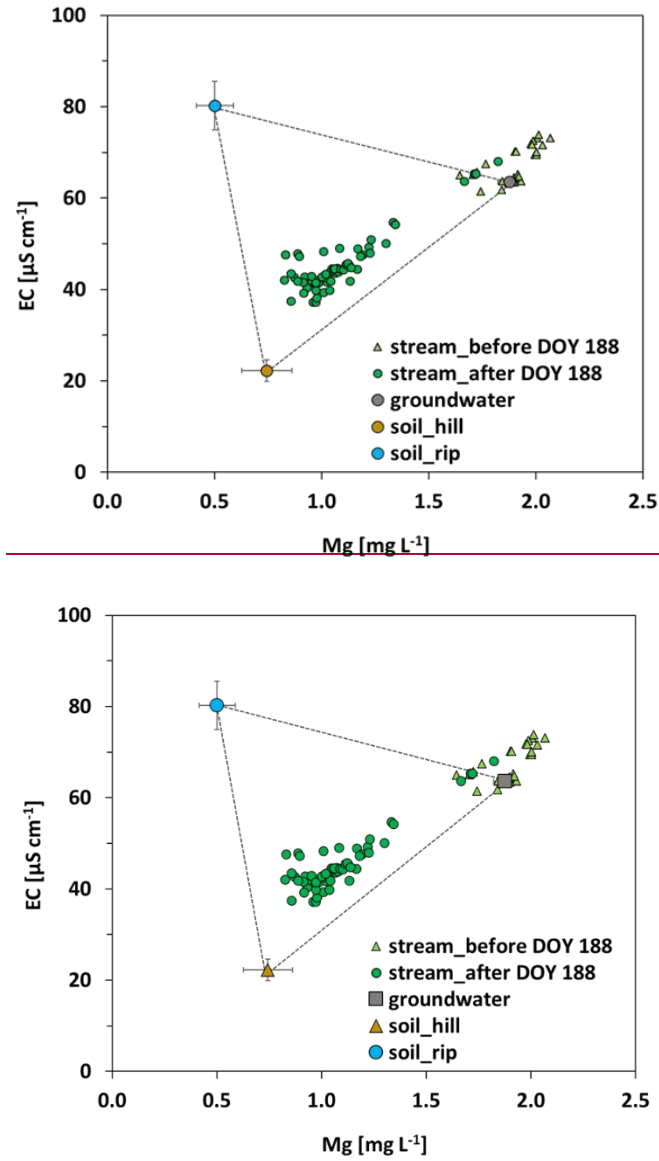 100
80
60
40
20
0
EC [µS cm⁻¹]
stream_before DOY 188
stream_after DOY 188
groundwater
soil_hill
soil_rip
0.0 0.5 1.0 1.5 2.0 2.5
Mg [mg L⁻¹]
100
80
60
40
20
0
EC [µS cm⁻¹]
stream_before DOY 188
stream_after DOY 188
groundwater
soil_hill
soil_rip
0.0 0.5 1.0 1.5 2.0 2.5
Mg [mg L⁻¹]